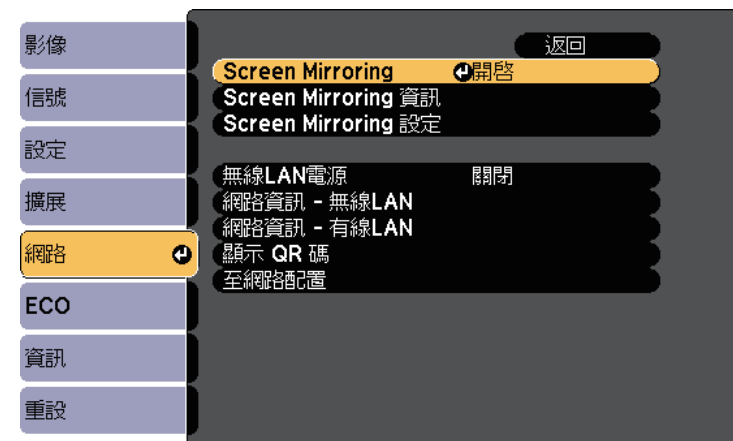 影像
信號
設定
擴展
網路
ECO
資訊
重設
返回
Screen Mirroring 開啓
Screen Mirroring 資訊
Screen Mirroring 設定
無線LAN電源 關閉
網路資訊 - 無線LAN
網路資訊 - 有線LAN
顯示 QR 碼
至網路配置